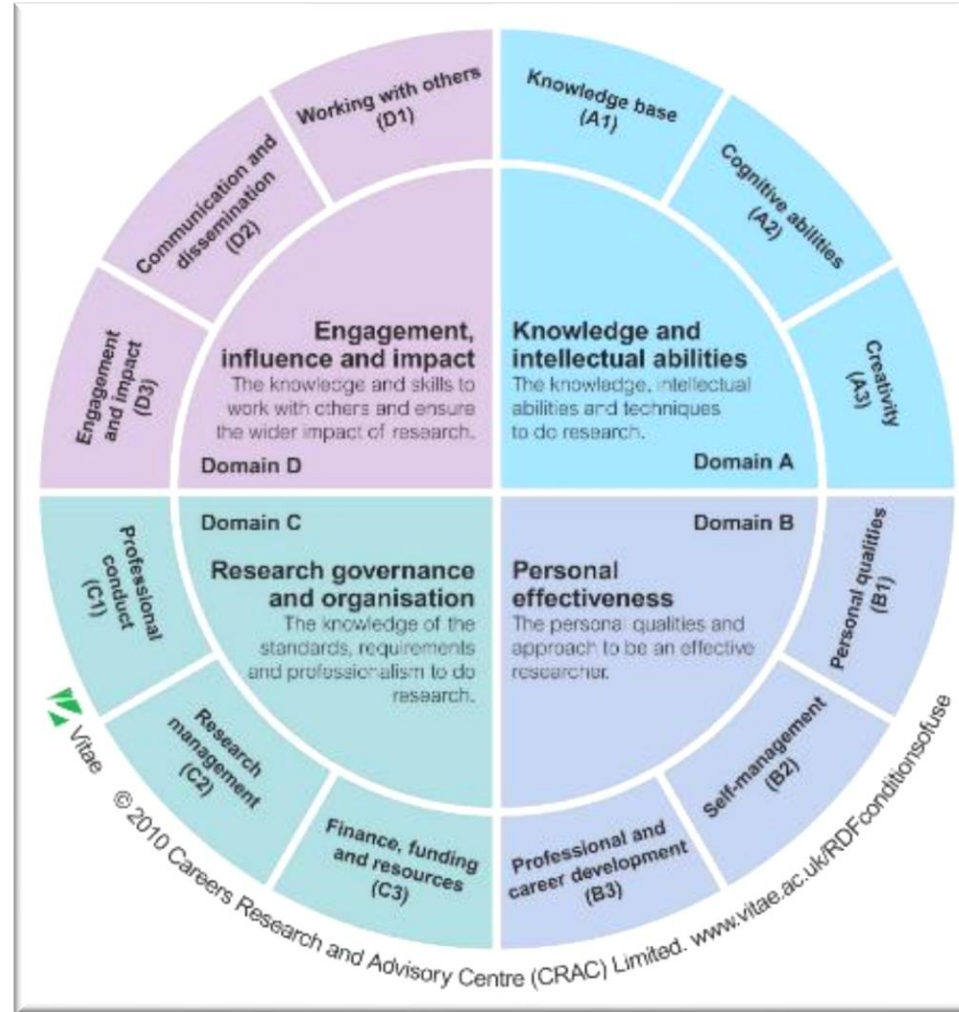 Working with others
(D1)
Knowledge base
(A1)
Communication and
dissemination
(D2)
Cognitive abilities
(A2)
Engagement
and impact
(D3)
Creativity
(A3)
Engagement,
influence and impact
The knowledge and skills to
work with others and ensure
the wider impact of research.
Domain D
Knowledge and
intellectual abilities
The knowledge, intellectual
abilities and techniques
to do research.
Domain A
Domain C
Research governance
and organisation
The knowledge of the
standards, requirements
and professionalism to do
research.
Domain B
Personal
effectiveness
The personal qualities and
approach to be an effective
researcher.
Professional
conduct
(C1)
Personal qualities
(B1)
Research
management
(C2)
Self-management
(B2)
Finance, funding
and resources
(C3)
Professional and
career development
(B3)
Vitae
© 2010 Careers Research and Advisory Centre (CRAC) Limited. www.vitae.ac.uk/RDFconditionsofuse